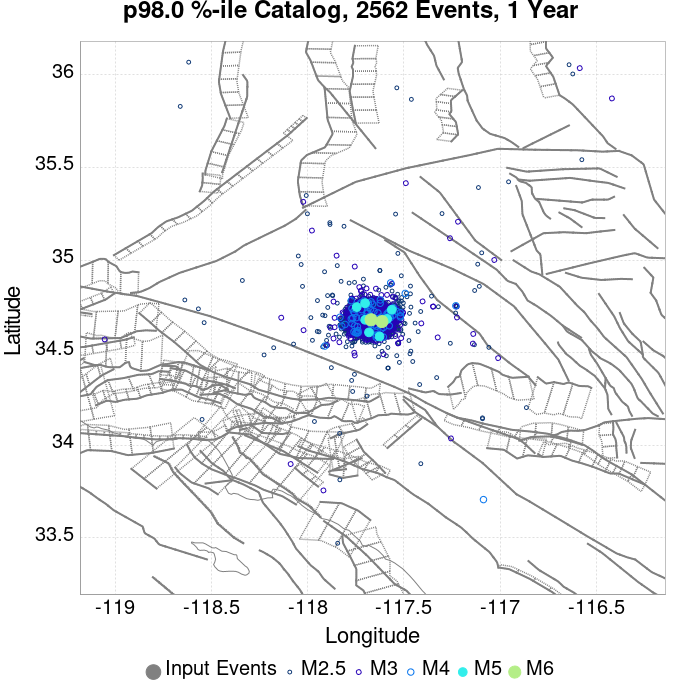 p98.0 %-ile Catalog, 2562 Events, 1 Year
36
35.5
35
34.5
34
33.5
Latitude
-119 -118.5 -118 -117.5 -117 -116.5
Longitude
Input Events M2.5 M3 M4 M5 M6